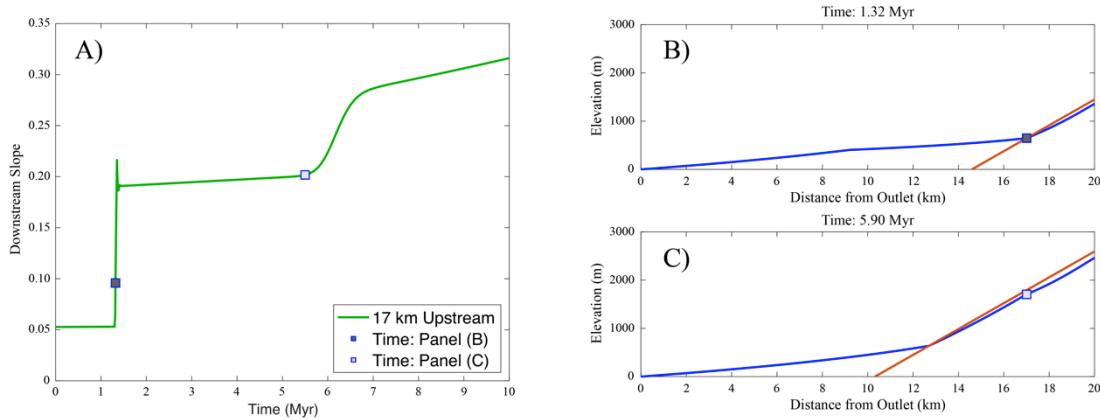 A)
0.35
0.30
0.25
0.20
0.15
0.10
0.05
0
Downstream Slope
0 1 2 3 4 5 6 7 8 9 10
Time (Myr)
17 km Upstream
Time: Panel (B)
Time: Panel (C)
Time: 1.32 Myr
B)
3000
2000
1000
0
Elevation (m)
0 2 4 6 8 10 12 14 16 18 20
Distance from Outlet (km)
Time: 5.90 Myr
C)
3000
2000
1000
0
Elevation (m)
0 2 4 6 8 10 12 14 16 18 20
Distance from Outlet (km)